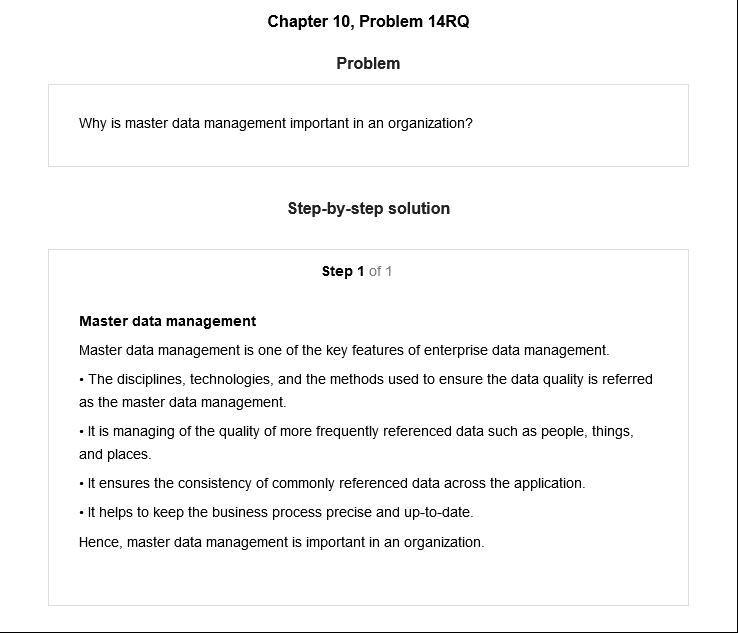 Chapter 10, Problem 14RQ
Problem
Why is master data management important in an organization?
Step-by-step solution
Step 1 of 1
Master data management
Master data management is one of the key features of enterprise data management.
• The disciplines, technologies, and the methods used to ensure the data quality is referred
as the master data management.
• It is managing of the quality of more frequently referenced data such as people, things,
and places.
• It ensures the consistency of commonly referenced data across the application.
• It helps to keep the business process precise and up-to-date.
Hence, master data management is important in an organization.